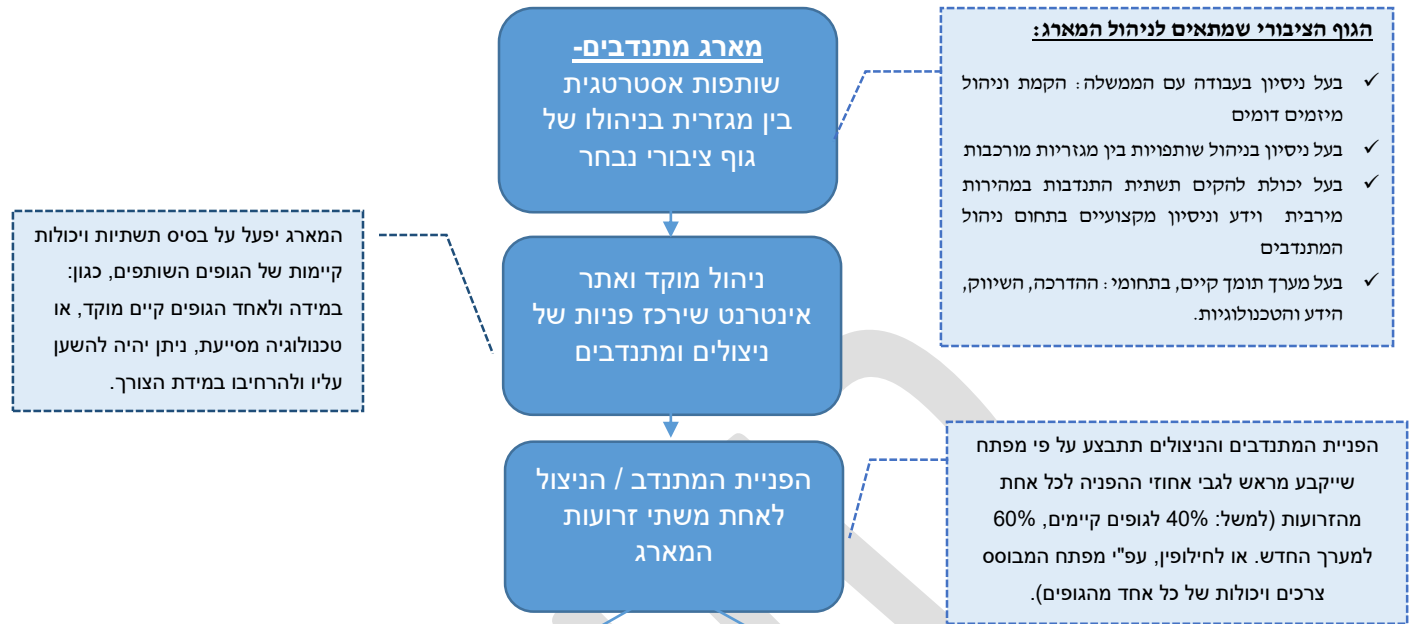 מארג מתנדבים-
שותפות אסטרטגית
בין מגזרית בניהולו של
גוף ציבורי נבחר
הגוף הציבורי שמתאים לניהול המארג:
✓ בעל ניסיון בעבודה עם הממשלה: הקמת וניהול
מיזמים דומים
✓ בעל ניסיון בניהול שותפויות בין מגזריות מורכבות
✓ בעל יכולת להקים תשתית התנדבות במהירות
מירבית וידע וניסיון מקצועיים בתחום ניהול
המתנדבים
✓ בעל מערך תומך קיים, בתחומי: ההדרכה, השיווק,
הידע והטכנולוגיות.
ניהול מוקד ואתר
אינטרנט שירכז פניות של
ניצולים ומתנדבים
המארג יפעל על בסיס תשתיות ויכולות
קיימות של הגופים השותפים, כגון:
במידה ולאחד הגופים קיים מוקד, או
טכנולוגיה מסייעת, ניתן יהיה להשען
עליו ולהרחיבו במידת הצורך.
הפניית המתנדב / הניצול
לאחת משתי זרועות
המארג
הפניית המתנדבים והניצולים תתבצע על פי מפתח
שייקבע מראש לגבי אחוזי ההפניה לכל אחת
מהזרועות (למשל: 40% לגופים קיימים, 60%
למערך החדש. או לחילופין, עפ"י מפתח המבוסס
צרכים ויכולות של כל אחד מהגופים).